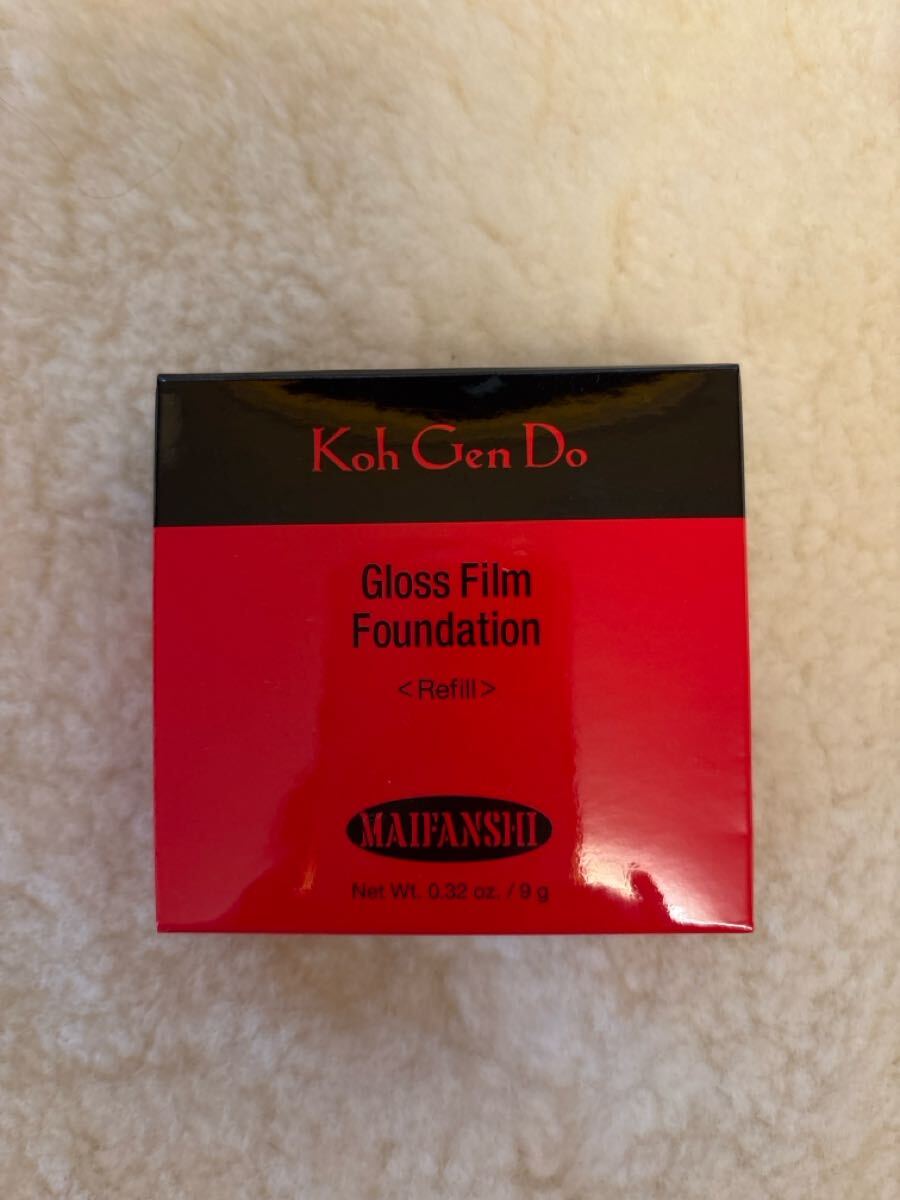 Koh Gen Do
Gloss Film
Foundation
<Refill>
MAIFANSHI
Net Wt. 0.32 oz. / 9 g